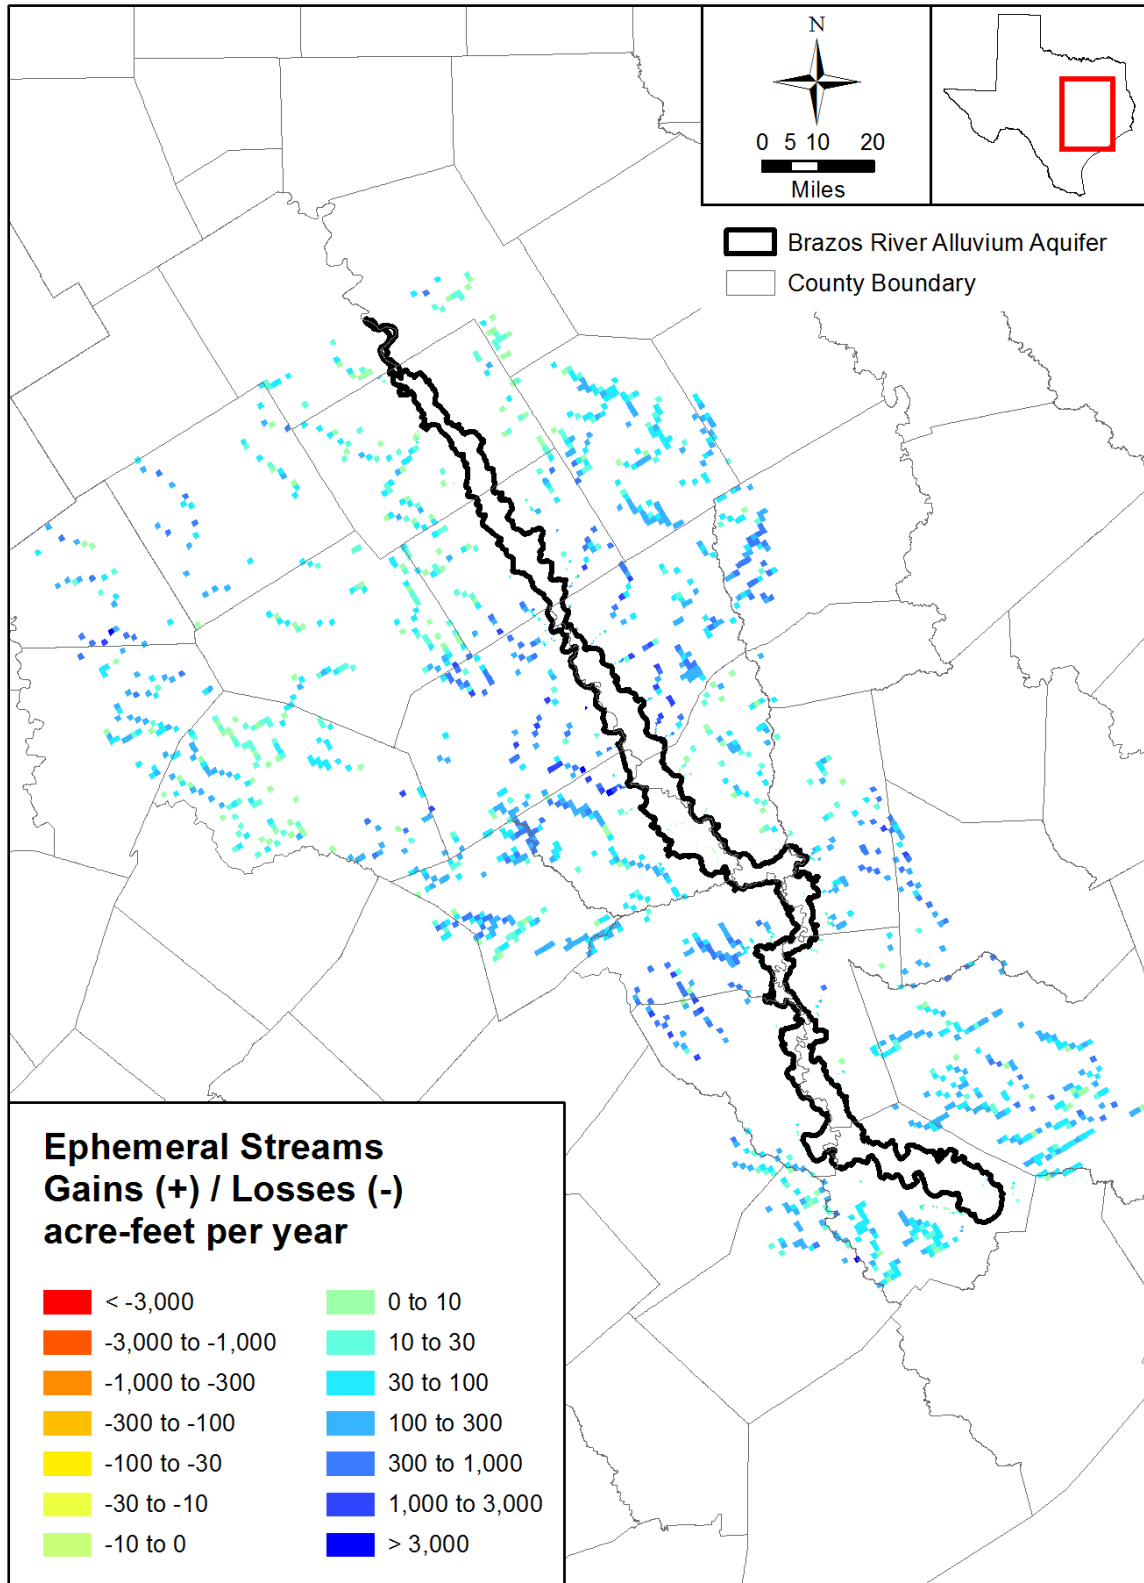 N
0 5 10 20
Miles
Brazos River Alluvium Aquifer
County Boundary
Ephemeral Streams
Gains (+) / Losses (-)
acre-feet per year
< -3,000
-3,000 to -1,000
-1,000 to -300
-300 to -100
-100 to -30
-30 to -10
-10 to 0
0 to 10
10 to 30
30 to 100
100 to 300
300 to 1,000
1,000 to 3,000
> 3,000